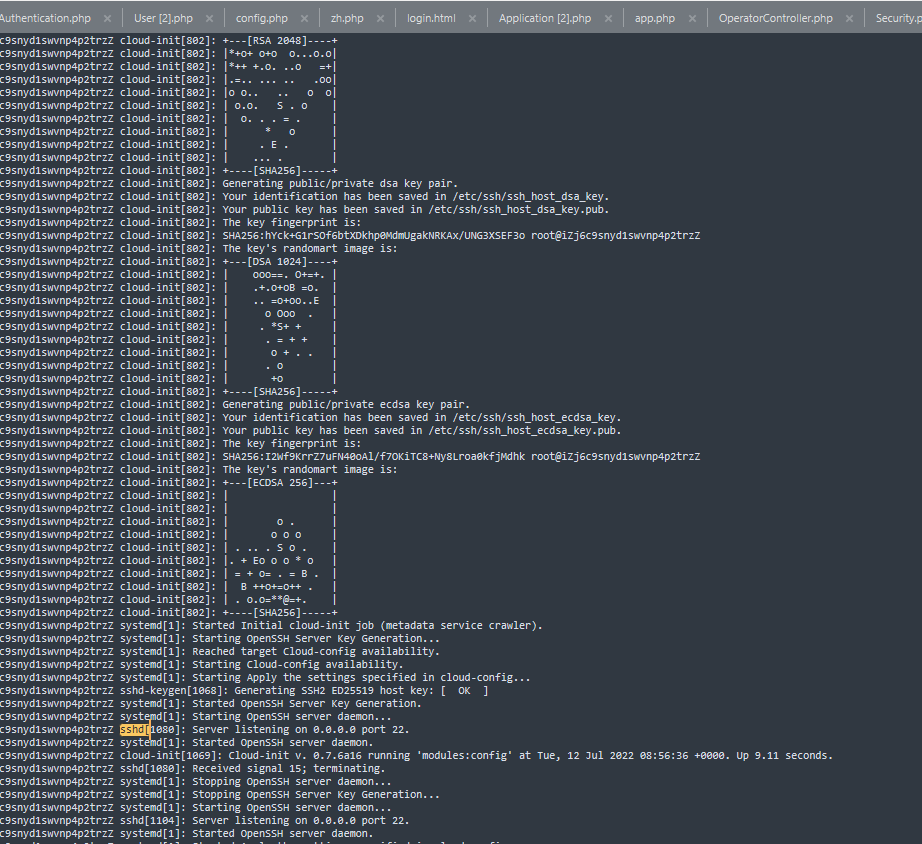 Authentication.php × User [2].php × config.php × zh.php × login.html × Application [2].php × app.php × OperatorController.php × Security.p
c9snyd1swvnp4p2trzZ cloud-init[802]: +---[RSA 2048]----+
c9snyd1swvnp4p2trzZ cloud-init[802]: |*+o+ o+o  o...o.o|
c9snyd1swvnp4p2trzZ cloud-init[802]: |*++ +.o. ..o   =+|
c9snyd1swvnp4p2trzZ cloud-init[802]: |.=.. ... ..   .oo|
c9snyd1swvnp4p2trzZ cloud-init[802]: |o o..   ..   o  o|
c9snyd1swvnp4p2trzZ cloud-init[802]: | o.o.   S . o    |
c9snyd1swvnp4p2trzZ cloud-init[802]: |  o. . . = .     |
c9snyd1swvnp4p2trzZ cloud-init[802]: |      *   o      |
c9snyd1swvnp4p2trzZ cloud-init[802]: |     . E .       |
c9snyd1swvnp4p2trzZ cloud-init[802]: |    ... .        |
c9snyd1swvnp4p2trzZ cloud-init[802]: +----[SHA256]-----+
c9snyd1swvnp4p2trzZ cloud-init[802]: Generating public/private dsa key pair.
c9snyd1swvnp4p2trzZ cloud-init[802]: Your identification has been saved in /etc/ssh/ssh_host_dsa_key.
c9snyd1swvnp4p2trzZ cloud-init[802]: Your public key has been saved in /etc/ssh/ssh_host_dsa_key.pub.
c9snyd1swvnp4p2trzZ cloud-init[802]: The key fingerprint is:
c9snyd1swvnp4p2trzZ cloud-init[802]: SHA256:hYck+G1rSOf6btXDkhp0MdmUgakNRKAx/UNG3XSEF3o root@iZj6c9snyd1swvnp4p2trzZ
c9snyd1swvnp4p2trzZ cloud-init[802]: The key's randomart image is:
c9snyd1swvnp4p2trzZ cloud-init[802]: +---[DSA 1024]----+
c9snyd1swvnp4p2trzZ cloud-init[802]: |    ooo==. O+=+. |
c9snyd1swvnp4p2trzZ cloud-init[802]: |    .+.o+oB =o.  |
c9snyd1swvnp4p2trzZ cloud-init[802]: |    .. =o+oo..E  |
c9snyd1swvnp4p2trzZ cloud-init[802]: |      o Ooo  .   |
c9snyd1swvnp4p2trzZ cloud-init[802]: |     . *S+ +     |
c9snyd1swvnp4p2trzZ cloud-init[802]: |      . = + +    |
c9snyd1swvnp4p2trzZ cloud-init[802]: |       o + . .   |
c9snyd1swvnp4p2trzZ cloud-init[802]: |      . o        |
c9snyd1swvnp4p2trzZ cloud-init[802]: |       +o        |
c9snyd1swvnp4p2trzZ cloud-init[802]: +----[SHA256]-----+
c9snyd1swvnp4p2trzZ cloud-init[802]: Generating public/private ecdsa key pair.
c9snyd1swvnp4p2trzZ cloud-init[802]: Your identification has been saved in /etc/ssh/ssh_host_ecdsa_key.
c9snyd1swvnp4p2trzZ cloud-init[802]: Your public key has been saved in /etc/ssh/ssh_host_ecdsa_key.pub.
c9snyd1swvnp4p2trzZ cloud-init[802]: The key fingerprint is:
c9snyd1swvnp4p2trzZ cloud-init[802]: SHA256:I2Wf9KrrZ7uFN40oAl/f7OKiTC8+Ny8Lroa0kfjMdhk root@iZj6c9snyd1swvnp4p2trzZ
c9snyd1swvnp4p2trzZ cloud-init[802]: The key's randomart image is:
c9snyd1swvnp4p2trzZ cloud-init[802]: +---[ECDSA 256]---+
c9snyd1swvnp4p2trzZ cloud-init[802]: |                 |
c9snyd1swvnp4p2trzZ cloud-init[802]: |                 |
c9snyd1swvnp4p2trzZ cloud-init[802]: |        o .      |
c9snyd1swvnp4p2trzZ cloud-init[802]: |       o o o     |
c9snyd1swvnp4p2trzZ cloud-init[802]: | . .. . S o .    |
c9snyd1swvnp4p2trzZ cloud-init[802]: |. + Eo o o * o   |
c9snyd1swvnp4p2trzZ cloud-init[802]: | = + o= . = B .  |
c9snyd1swvnp4p2trzZ cloud-init[802]: |  B ++o+=o++ .   |
c9snyd1swvnp4p2trzZ cloud-init[802]: | . o.o=**@=+.    |
c9snyd1swvnp4p2trzZ cloud-init[802]: +----[SHA256]-----+
c9snyd1swvnp4p2trzZ systemd[1]: Started Initial cloud-init job (metadata service crawler).
c9snyd1swvnp4p2trzZ systemd[1]: Starting OpenSSH Server Key Generation...
c9snyd1swvnp4p2trzZ systemd[1]: Reached target Cloud-config availability.
c9snyd1swvnp4p2trzZ systemd[1]: Starting Cloud-config availability.
c9snyd1swvnp4p2trzZ systemd[1]: Starting Apply the settings specified in cloud-config...
c9snyd1swvnp4p2trzZ sshd-keygen[1068]: Generating SSH2 ED25519 host key: [  OK  ]
c9snyd1swvnp4p2trzZ systemd[1]: Started OpenSSH Server Key Generation.
c9snyd1swvnp4p2trzZ systemd[1]: Starting OpenSSH server daemon...
c9snyd1swvnp4p2trzZ sshd[1080]: Server listening on 0.0.0.0 port 22.
c9snyd1swvnp4p2trzZ systemd[1]: Started OpenSSH server daemon.
c9snyd1swvnp4p2trzZ cloud-init[1069]: Cloud-init v. 0.7.6a16 running 'modules:config' at Tue, 12 Jul 2022 08:56:36 +0000. Up 9.11 seconds.
c9snyd1swvnp4p2trzZ sshd[1080]: Received signal 15; terminating.
c9snyd1swvnp4p2trzZ systemd[1]: Stopping OpenSSH server daemon...
c9snyd1swvnp4p2trzZ systemd[1]: Stopping OpenSSH Server Key Generation...
c9snyd1swvnp4p2trzZ systemd[1]: Starting OpenSSH server daemon...
c9snyd1swvnp4p2trzZ sshd[1104]: Server listening on 0.0.0.0 port 22.
c9snyd1swvnp4p2trzZ systemd[1]: Started OpenSSH server daemon.